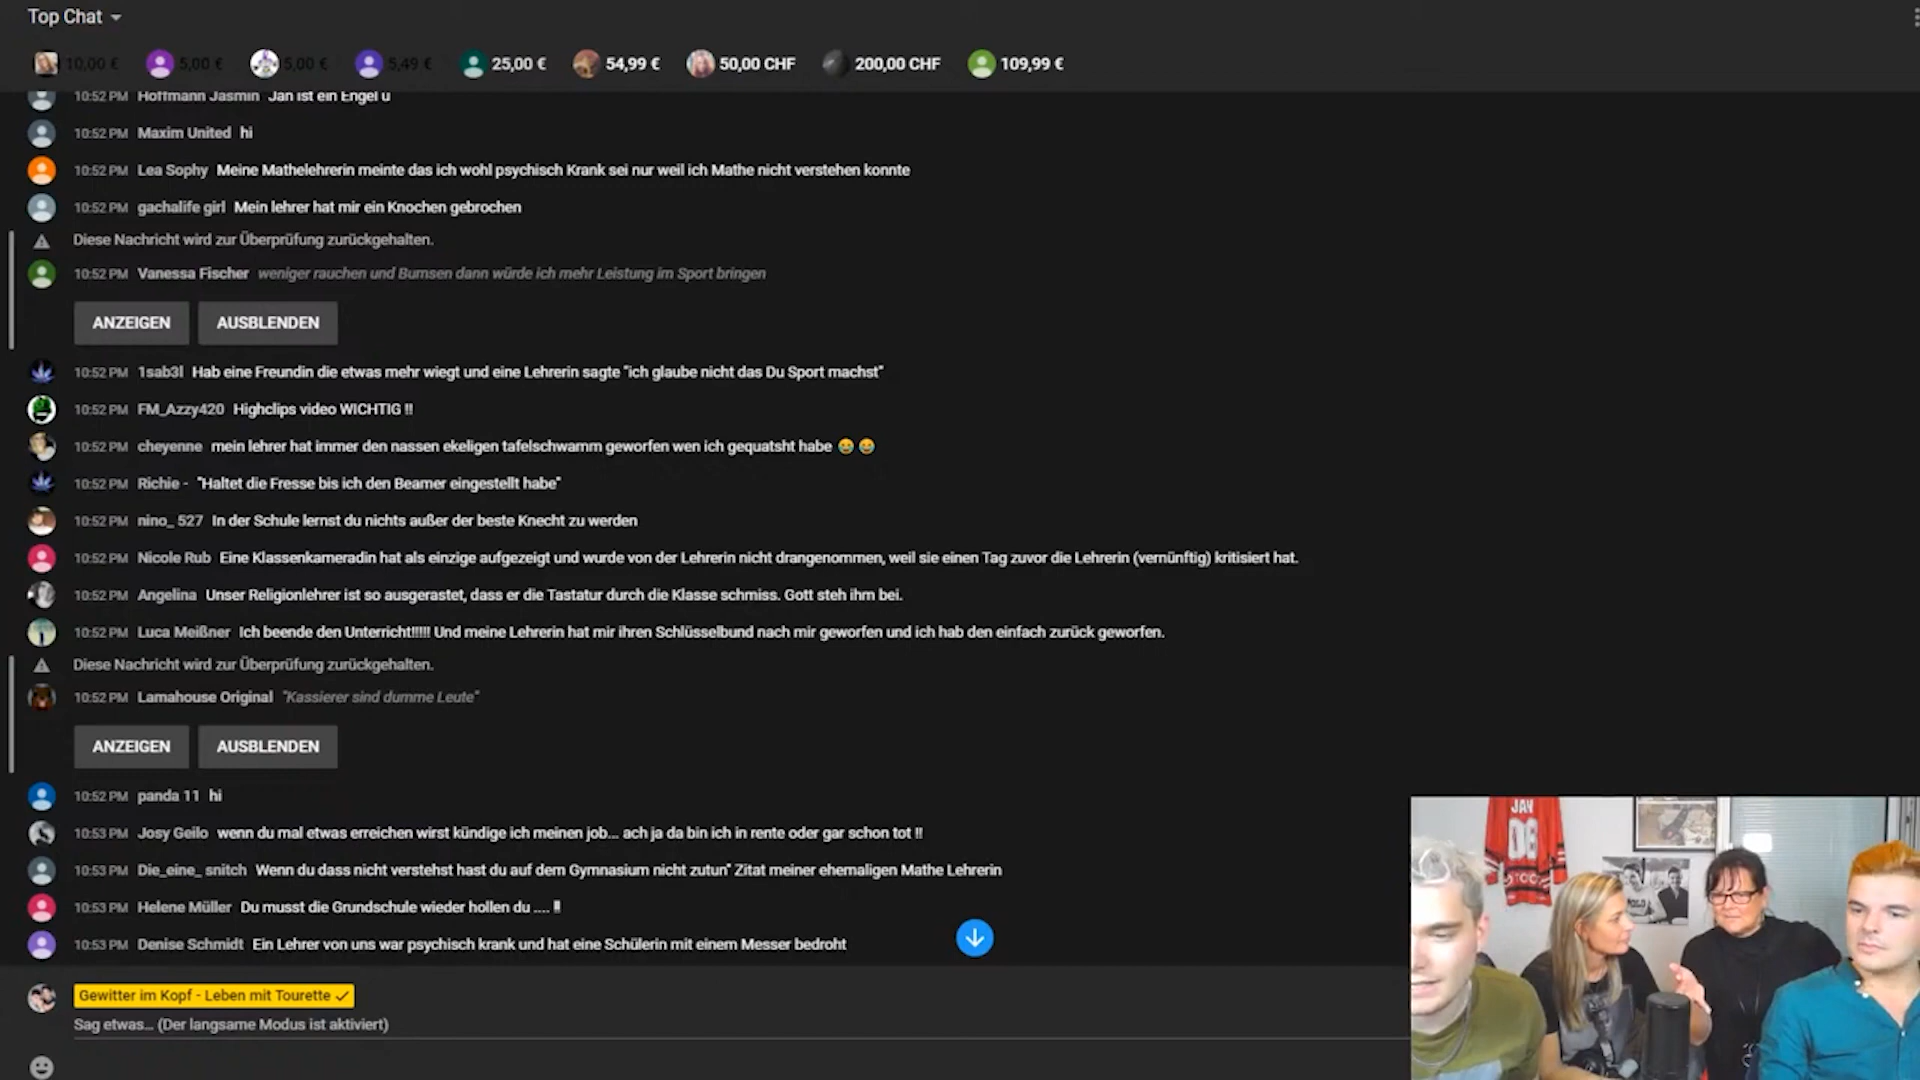 Top Chat
10,00 € 5,00 € 5,00 € 5,49 € 25,00 € 54,99 € 50,00 CHF 200,00 CHF 109,99 €
10:52 PM Hoffmann Jasmin Jan ist ein Engel u
10:52 PM Maxim United hi
10:52 PM Lea Sophy Meine Mathelehrerin meinte das ich wohl psychisch Krank sei nur weil ich Mathe nicht verstehen konnte
10:52 PM gachalife girl Mein lehrer hat mir ein Knochen gebrochen
Diese Nachricht wird zur Überprüfung zurückgehalten.
10:52 PM Vanessa Fischer weniger rauchen und Bumsen dann würde ich mehr Leistung im Sport bringen
ANZEIGEN AUSBLENDEN
10:52 PM 1sab3l Hab eine Freundin die etwas mehr wiegt und eine Lehrerin sagte "ich glaube nicht das Du Sport machst"
10:52 PM FM_Azzy420 Highclips video WICHTIG !!
10:52 PM cheyenne mein lehrer hat immer den nassen ekeligen tafelschwamm geworfen wen ich gequatsht habe 😂 😂
10:52 PM Richie - "Haltet die Fresse bis ich den Beamer eingestellt habe"
10:52 PM nino_ 527 In der Schule lernst du nichts außer der beste Knecht zu werden
10:52 PM Nicole Rub Eine Klassenkameradin hat als einzige aufgezeigt und wurde von der Lehrerin nicht drangenommen, weil sie einen Tag zuvor die Lehrerin (vernünftig) kritisiert hat.
10:52 PM Angelina Unser Religionlehrer ist so ausgerastet, dass er die Tastatur durch die Klasse schmiss. Gott steh ihm bei.
10:52 PM Luca Meißner Ich beende den Unterricht!!!!! Und meine Lehrerin hat mir ihren Schlüsselbund nach mir geworfen und ich hab den einfach zurück geworfen.
Diese Nachricht wird zur Überprüfung zurückgehalten.
10:52 PM Lamahouse Original "Kassierer sind dumme Leute"
ANZEIGEN AUSBLENDEN
10:52 PM panda 11 hi
10:53 PM Josy Geilo wenn du mal etwas erreichen wirst kündige ich meinen job... ach ja da bin ich in rente oder gar schon tot !!
10:53 PM Die_eine_ snitch Wenn du dass nicht verstehst hast du auf dem Gymnasium nicht zutun" Zitat meiner ehemaligen Mathe Lehrerin
10:53 PM Helene Müller Du musst die Grundschule wieder hollen du ....
10:53 PM Denise Schmidt Ein Lehrer von uns war psychisch krank und hat eine Schülerin mit einem Messer bedroht
Gewitter im Kopf - Leben mit Tourette
Sag etwas... (Der langsame Modus ist aktiviert)
JAY
06